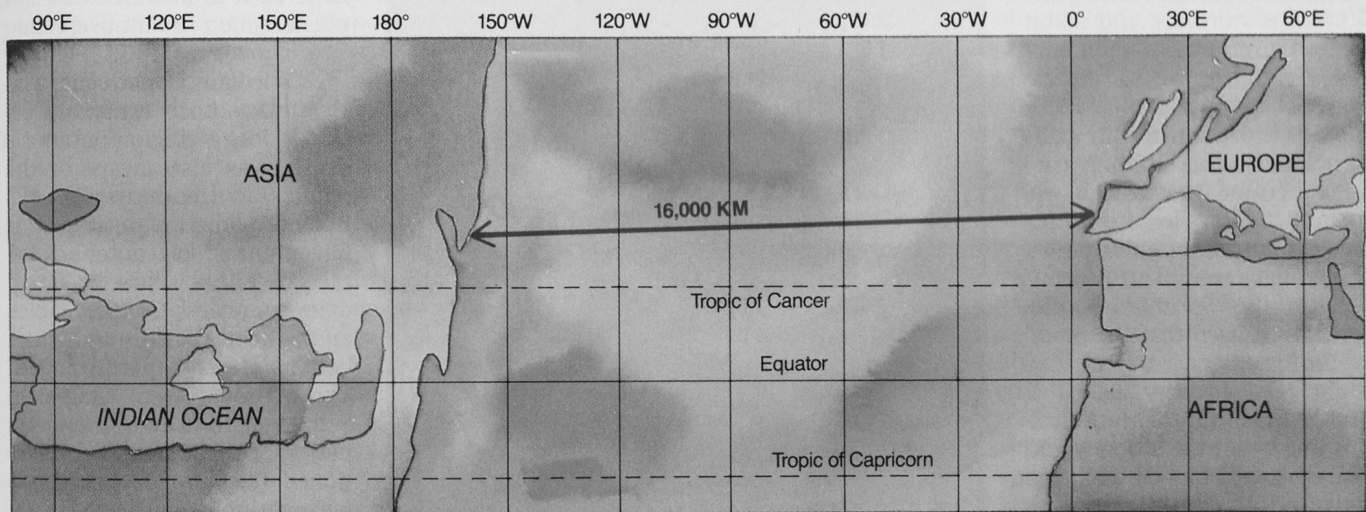 90°E 120°E 150°E 180° 150°W 120°W 90°W 60°W 30°W 0° 30°E 60°E
ASIA
EUROPE
16,000 KM
Tropic of Cancer
Equator
INDIAN OCEAN
AFRICA
Tropic of Capricorn